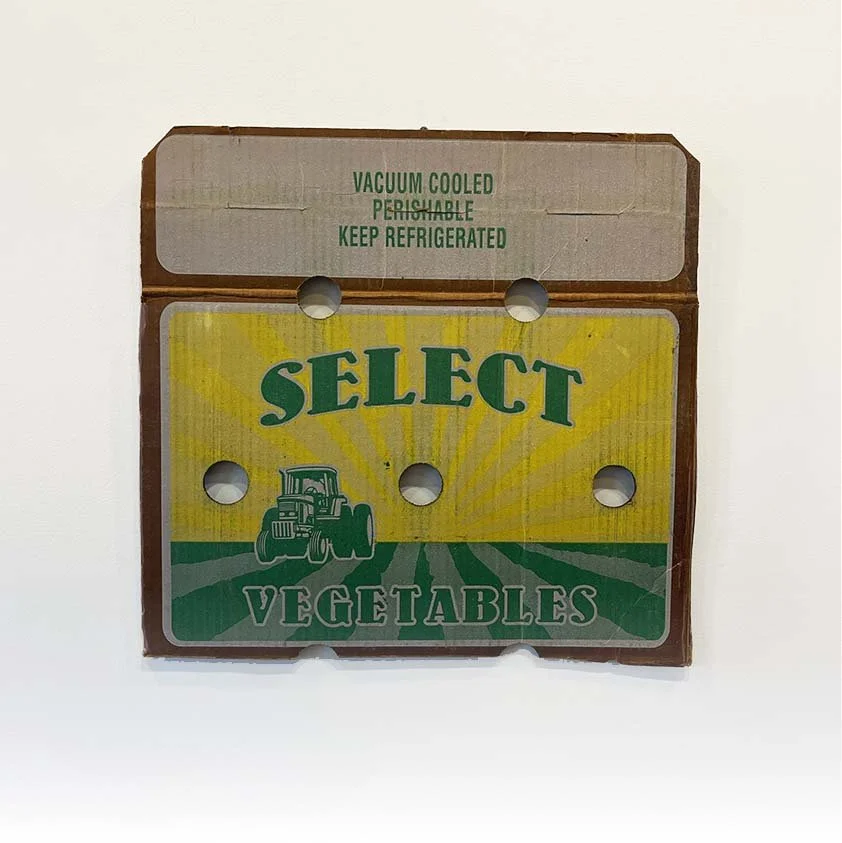 VACUUM COOLED
PERISHABLE
KEEP REFRIGERATED
SELECT
VEGETABLES